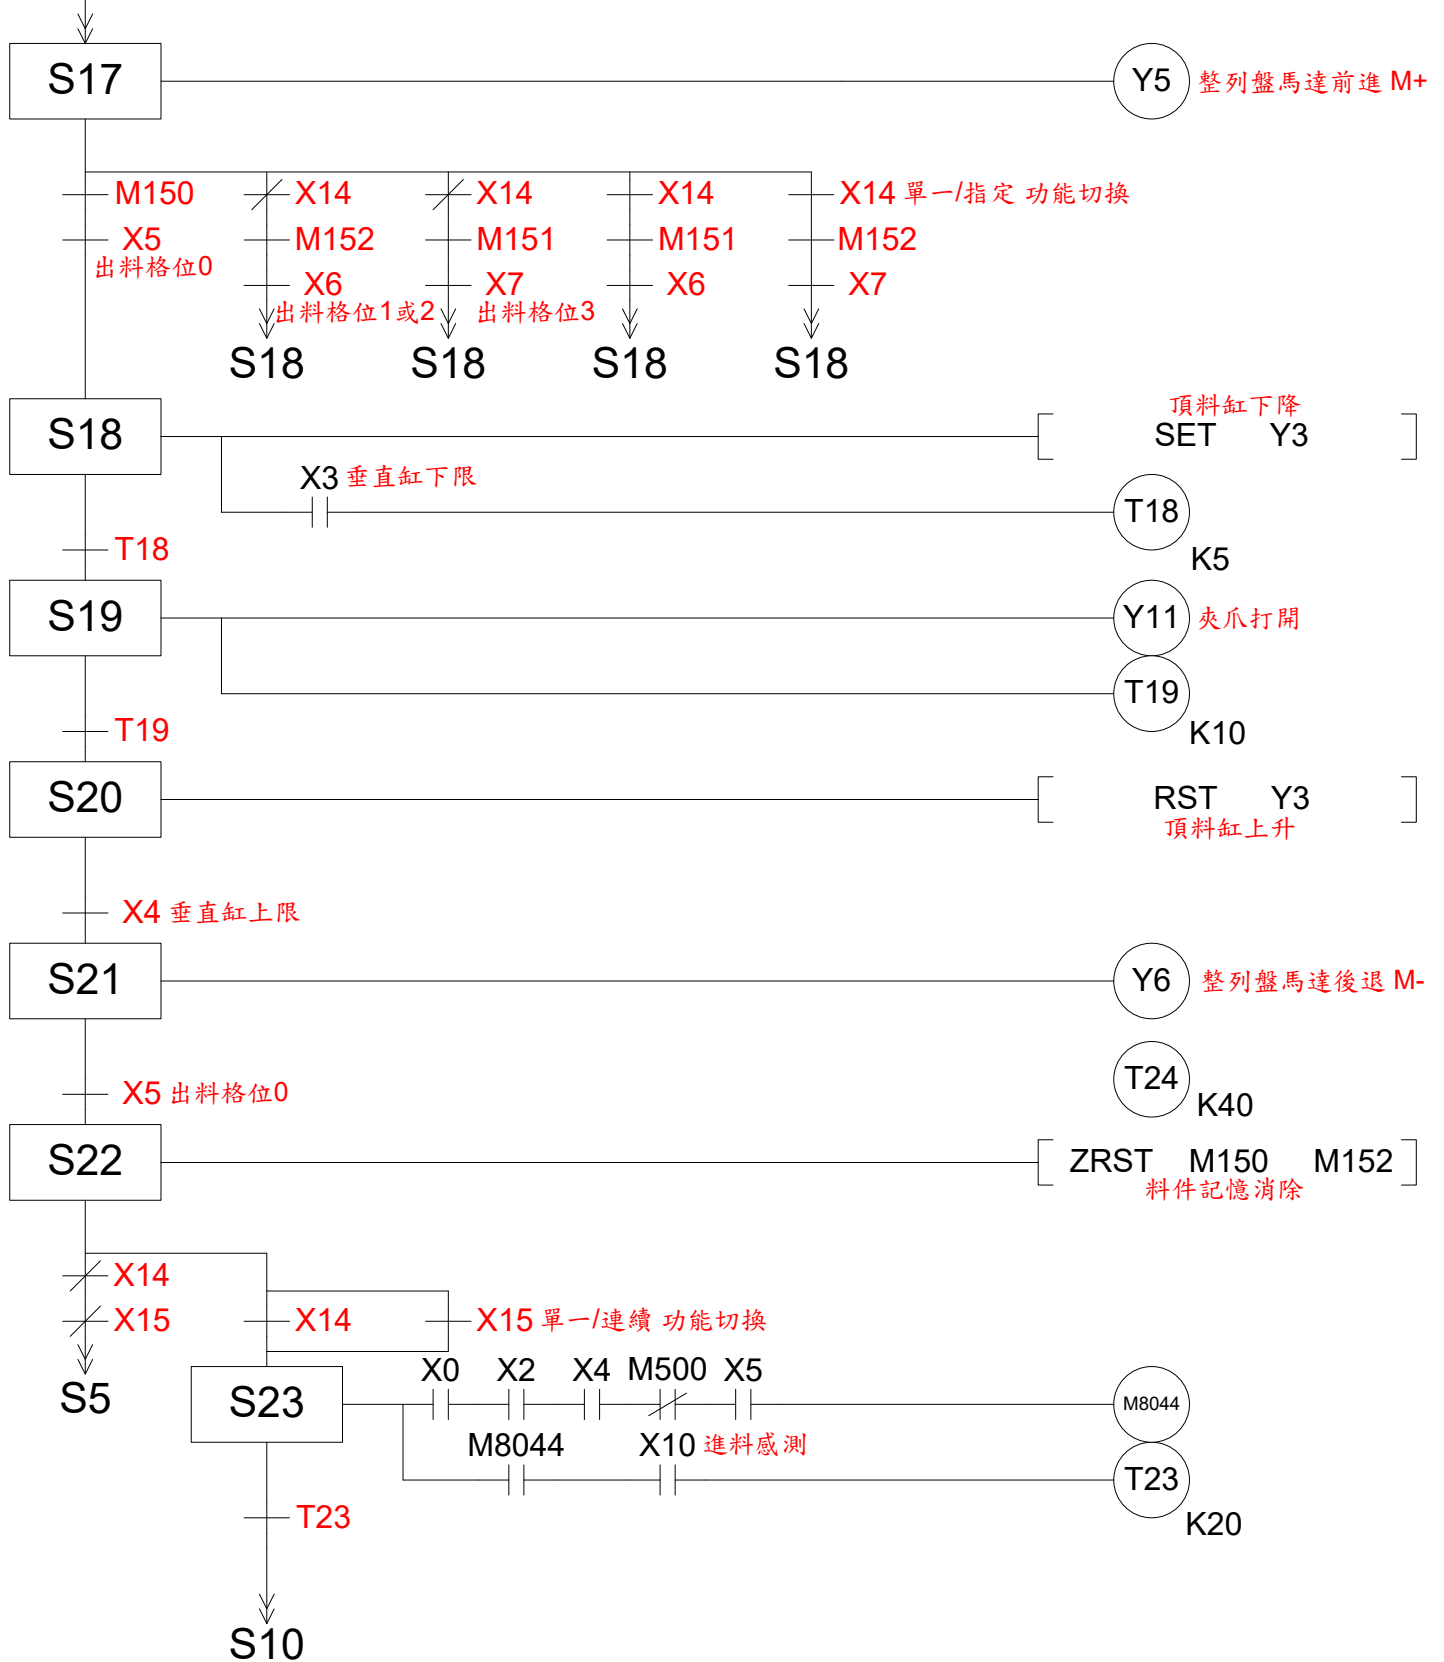 S17
Y5 整列盤馬達前進 M+
M150 X14 X14 X14 X14 單一/指定 功能切換
X5 M152 M151 M151 M152
出料格位0
X6 X7 X6 X7
出料格位1或2 出料格位3
S18 S18 S18 S18
頂料缸下降
S18 SET Y3
X3 垂直缸下限
T18
T18 K5
S19 Y11 夾爪打開
T19
T19 K10
S20 RST Y3
頂料缸上升
X4 垂直缸上限
S21 Y6 整列盤馬達後退 M-
X5 出料格位0 T24
K40
S22 ZRST M150 M152
料件記憶消除
X14
X15 X14 X15 單一/連續 功能切換
X0 X2 X4 M500 X5
S5 S23 M8044
M8044 X10 進料感測
T23
T23 K20
S10